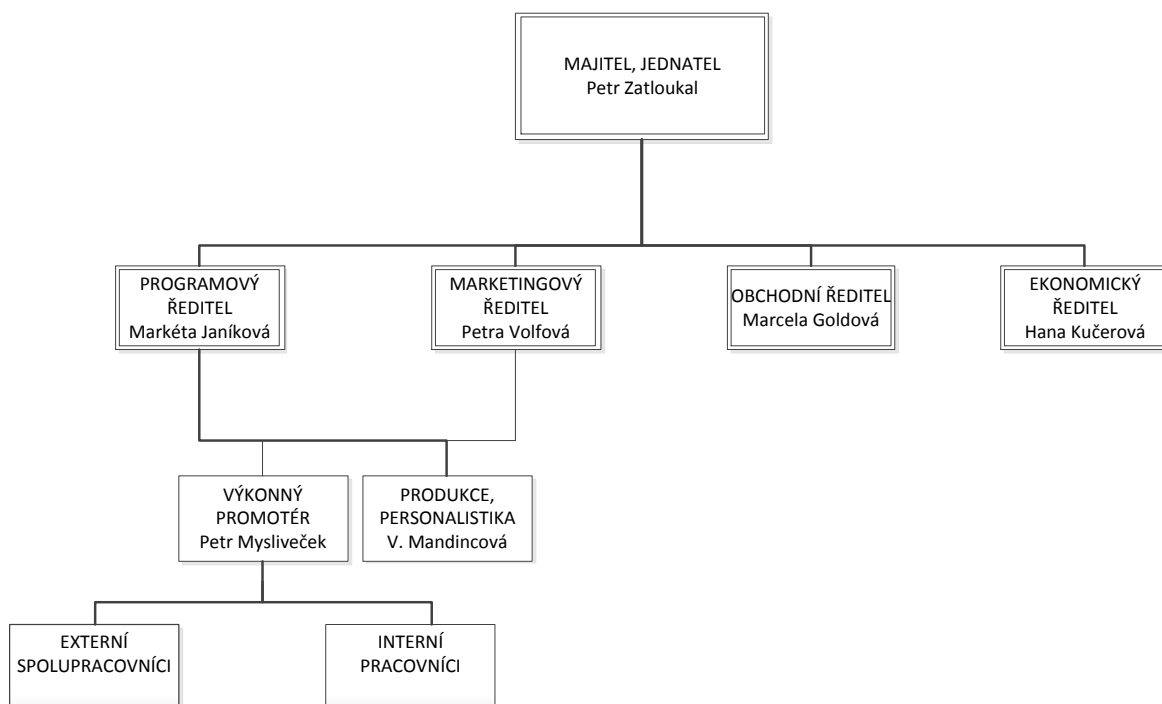 MAJITEL, JEDNATEL
Petr Zatloukal
PROGRAMOVÝ
ŘEDITEL
Markéta Janíková
MARKETINGOVÝ
ŘEDITEL
Petra Volfová
OBCHODNÍ ŘEDITEL
Marcela Goldová
EKONOMICKÝ
ŘEDITEL
Hana Kučerová
VÝKONNÝ
PROMOTÉR
Petr Mysliveček
PRODUKCE,
PERSONALISTIKA
V. Mandincová
EXTERNÍ
SPOLUPRACOVNÍCI
INTERNÍ
PRACOVNÍCI